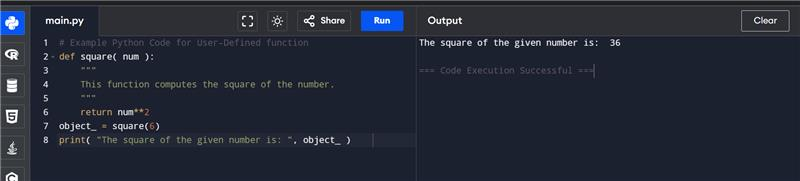 main.py
Share
Run
Output
Clear
1 # Example Python Code for User-Defined function
2 def square( num ):
3     """
4     This function computes the square of the number.
5     """
6     return num**2
7 object_ = square(6)
8 print( "The square of the given number is: ", object_ )
The square of the given number is:  36
=== Code Execution Successful ===